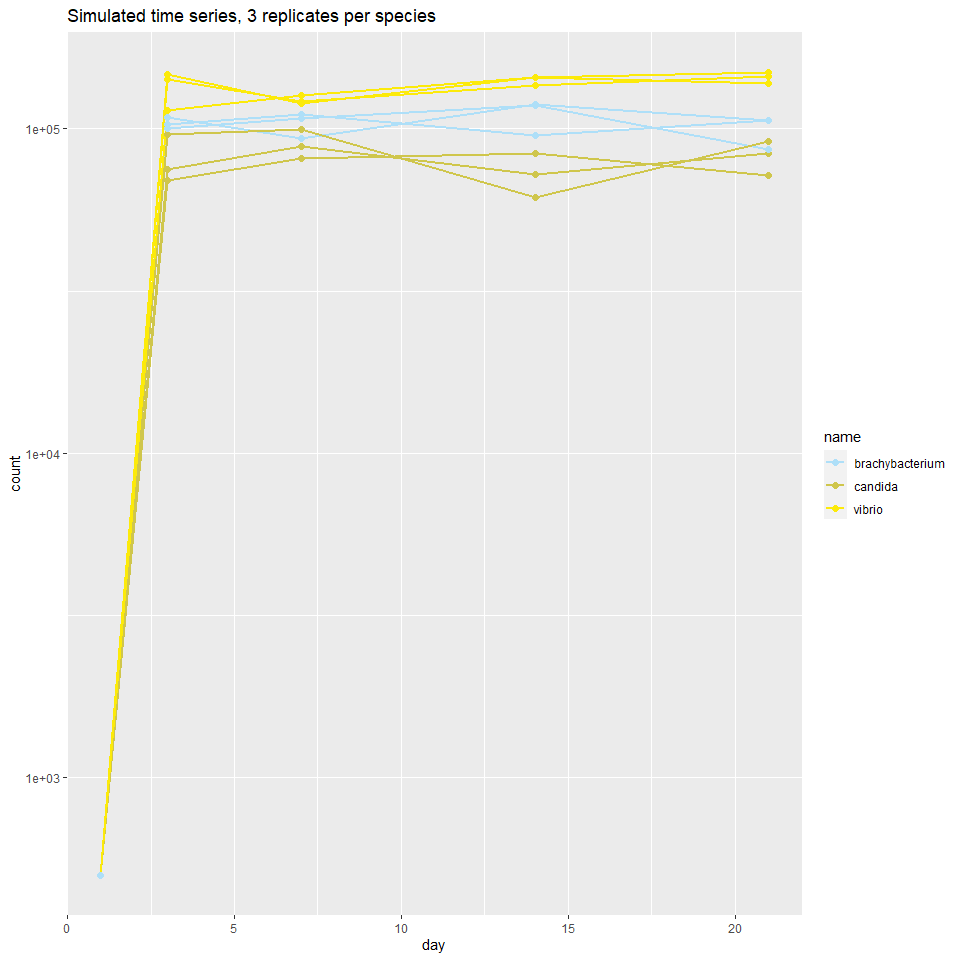 Simulated time series, 3 replicates per species
1e+05
1e+04
1e+03
count
0 5 10 15 20
day
name
brachybacterium
candida
vibrio